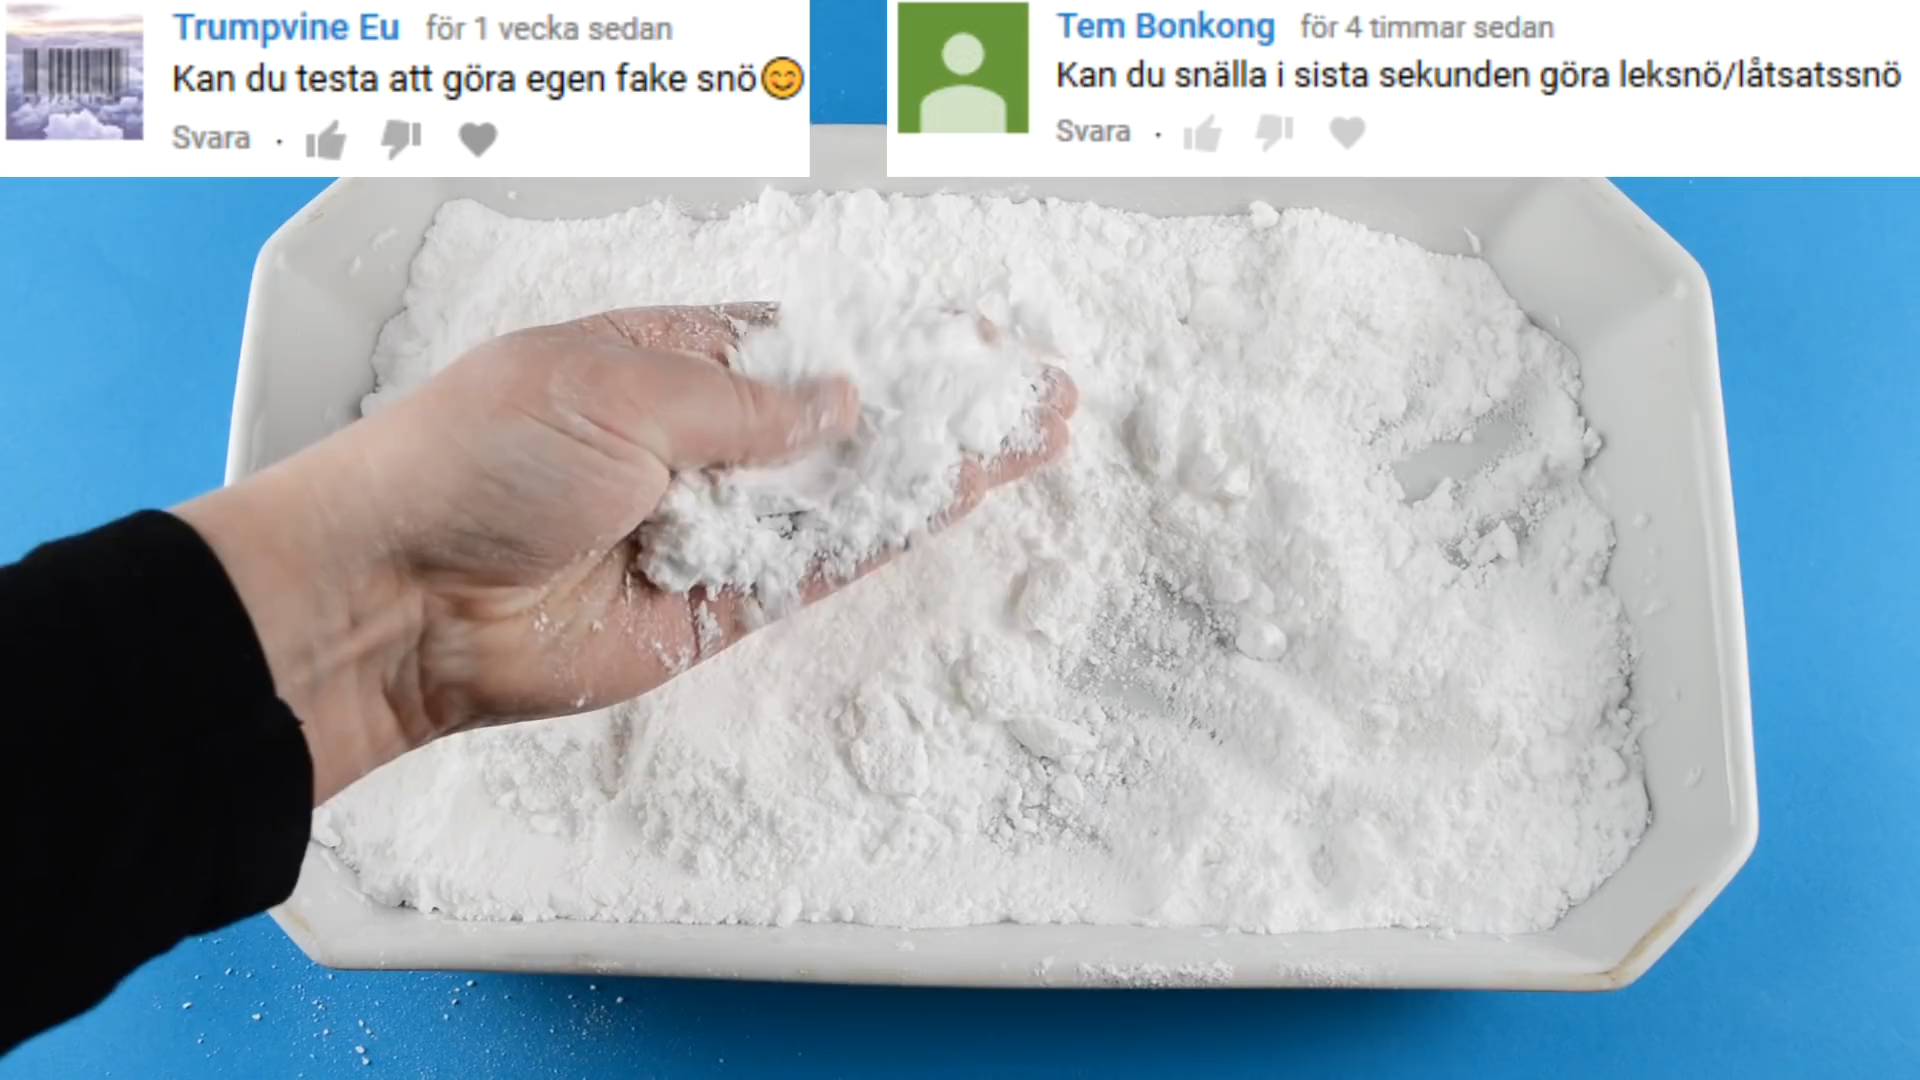 Trumpvine Eu för 1 vecka sedan
Kan du testa att göra egen fake snö😊
Svara ·
Tem Bonkong för 4 timmar sedan
Kan du snälla i sista sekunden göra leksnö/låtsatssnö
Svara ·